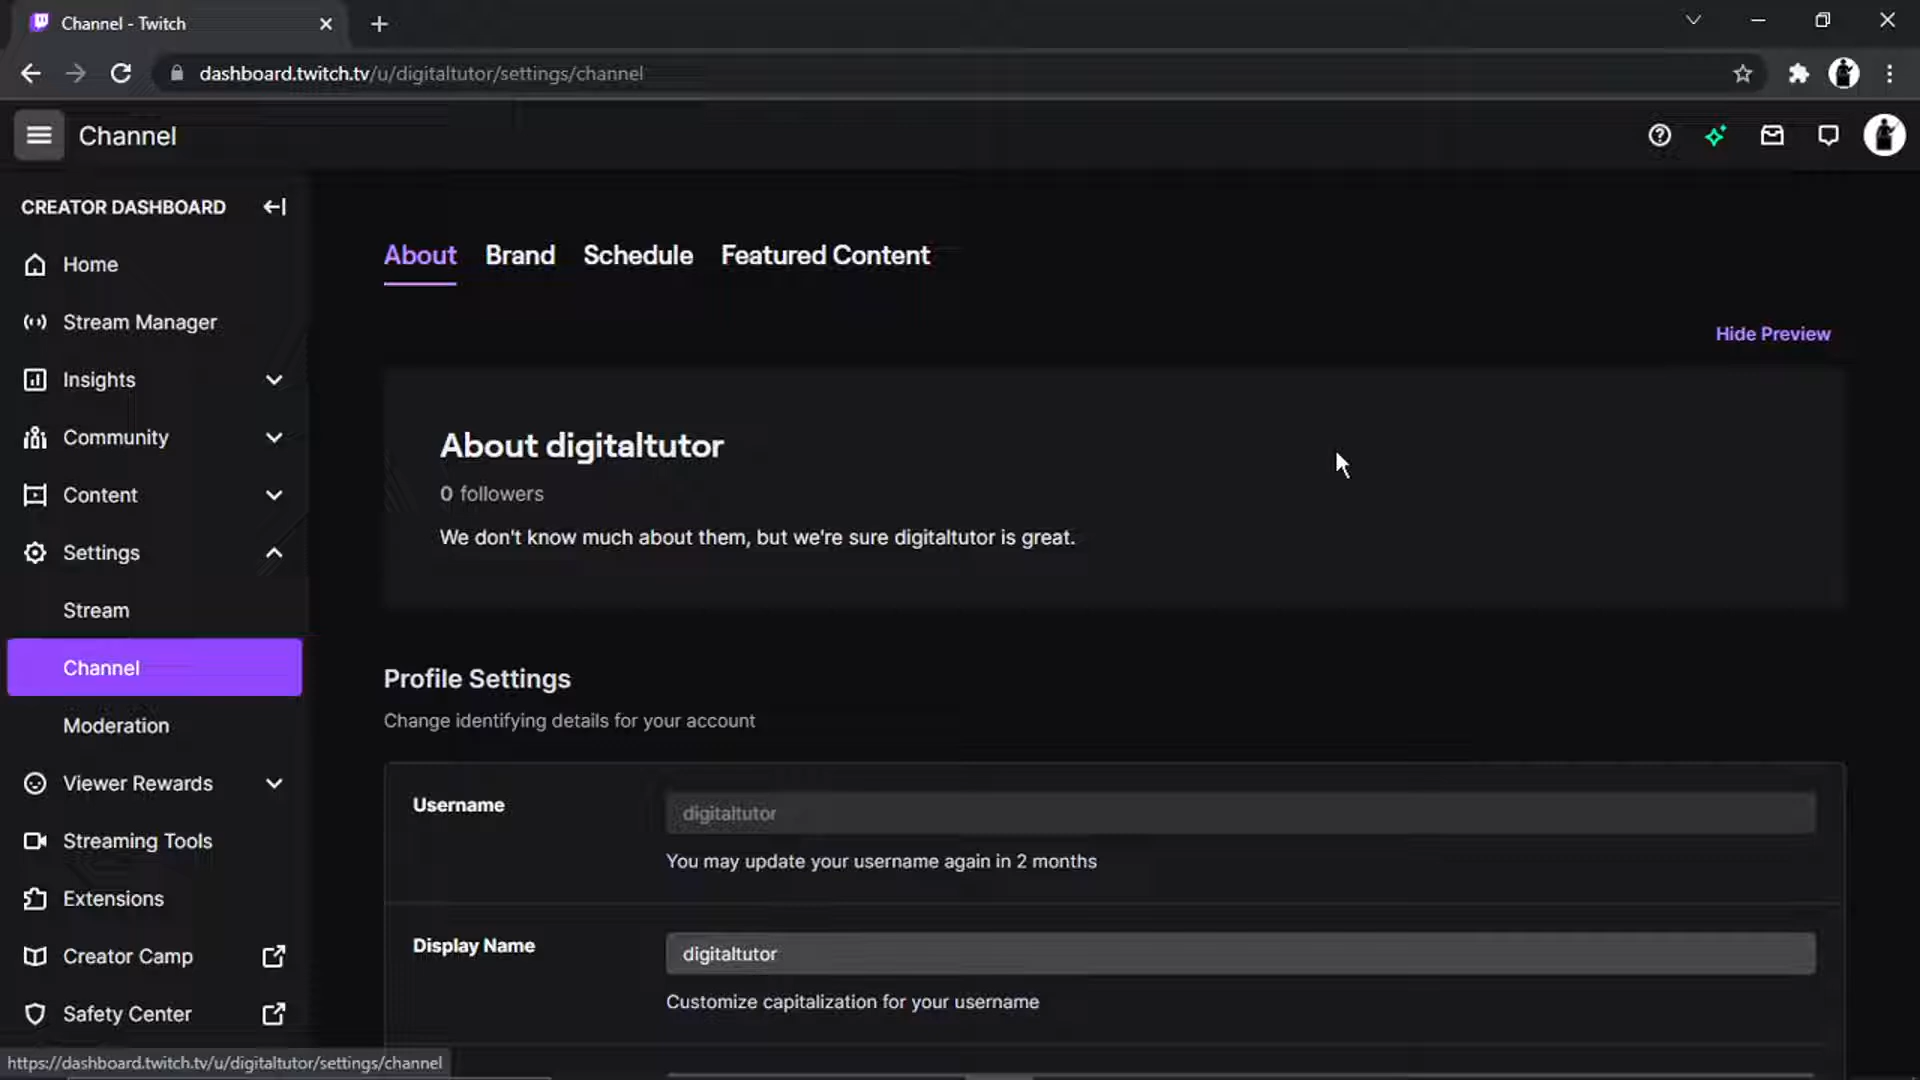 Channel - Twitch
dashboard.twitch.tv/u/digitaltutor/settings/channel
Channel
CREATOR DASHBOARD
Home
Stream Manager
Insights
Community
Content
Settings
Stream
Channel
Moderation
Viewer Rewards
Streaming Tools
Extensions
Creator Camp
Safety Center
About Brand Schedule Featured Content
Hide Preview
About digitaltutor
0 followers
We don't know much about them, but we're sure digitaltutor is great.
Profile Settings
Change identifying details for your account
Username
digitaltutor
You may update your username again in 2 months
Display Name
digitaltutor
Customize capitalization for your username
https://dashboard.twitch.tv/u/digitaltutor/settings/channel